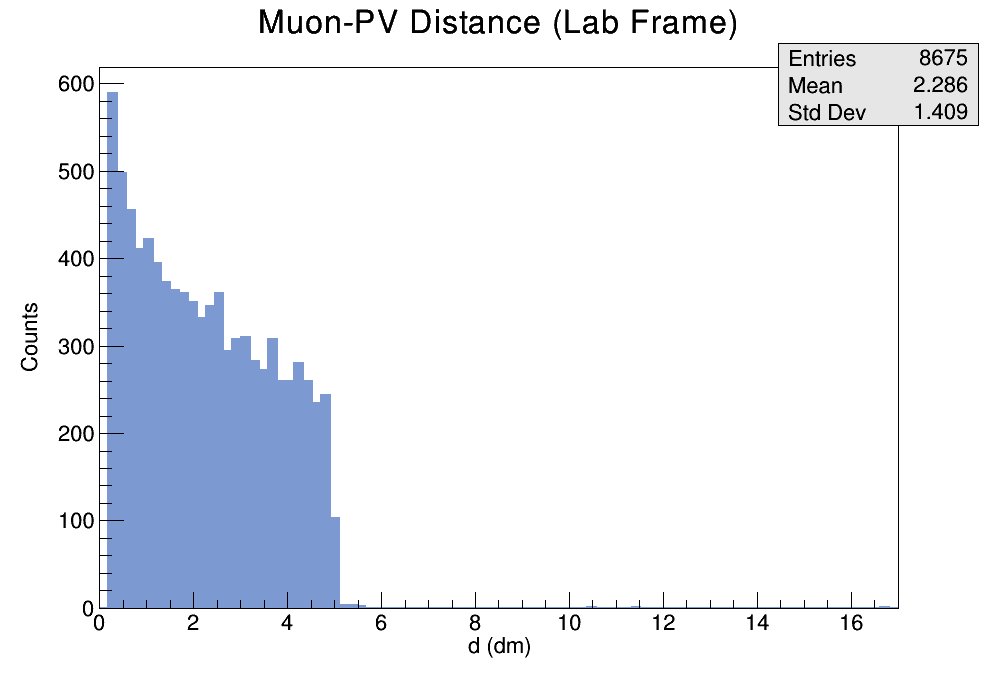 Muon-PV Distance (Lab Frame)
Entries 8675
Mean 2.286
Std Dev 1.409
600
500
400
300
200
100
0
Counts
0 2 4 6 8 10 12 14 16
d (dm)